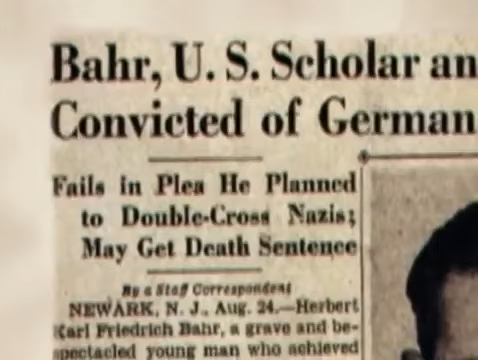 Bahr, U. S. Scholar an
Convicted of German
Fails in Plea He Planned
to Double-Cross Nazis;
May Get Death Sentence
By a Staff Correspondent
NEWARK, N. J., Aug. 24.—Herbert
Karl Friedrich Bahr, a grave and be-
spectacled young man who achieved